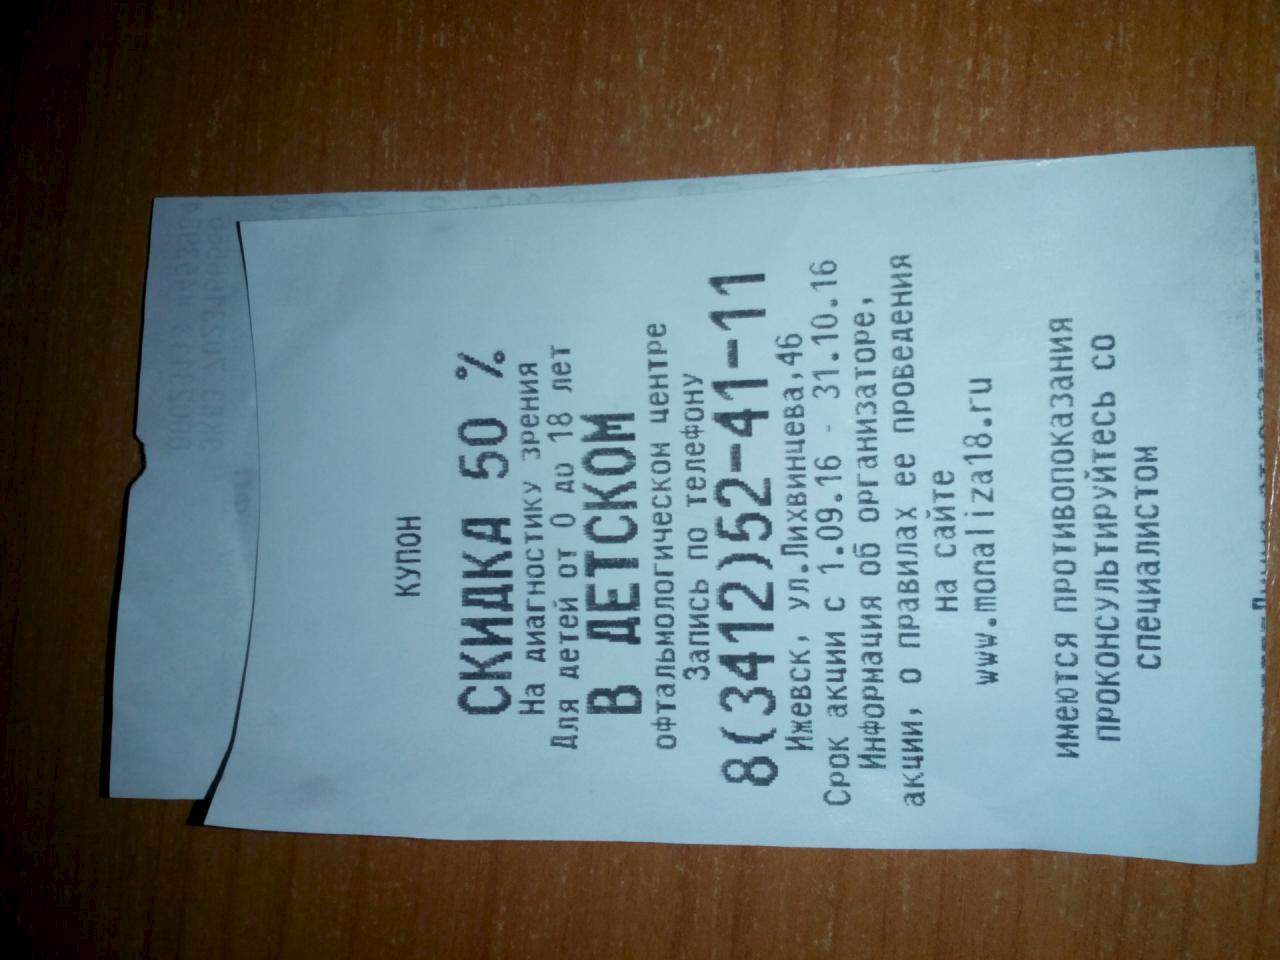 КУПОН
СКИДКА 50 %
На диагностику зрения
Для детей от 0 до 18 лет
В ДЕТСКОМ
офтальмологическом центре
Запись по телефону
8(3412)52-41-11
Ижевск, ул.Лихвинцева,46
Срок акции с 1.09.16 - 31.10.16
Информация об организаторе,
акции, о правилах ее проведения
на сайте
www.monaliza18.ru
имеются противопоказания
проконсультируйтесь со
специалистом